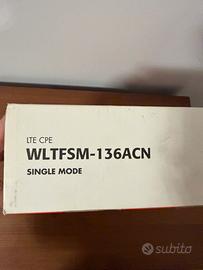 LTE CPE
WLTFSM-136ACN
SINGLE MODE
subito